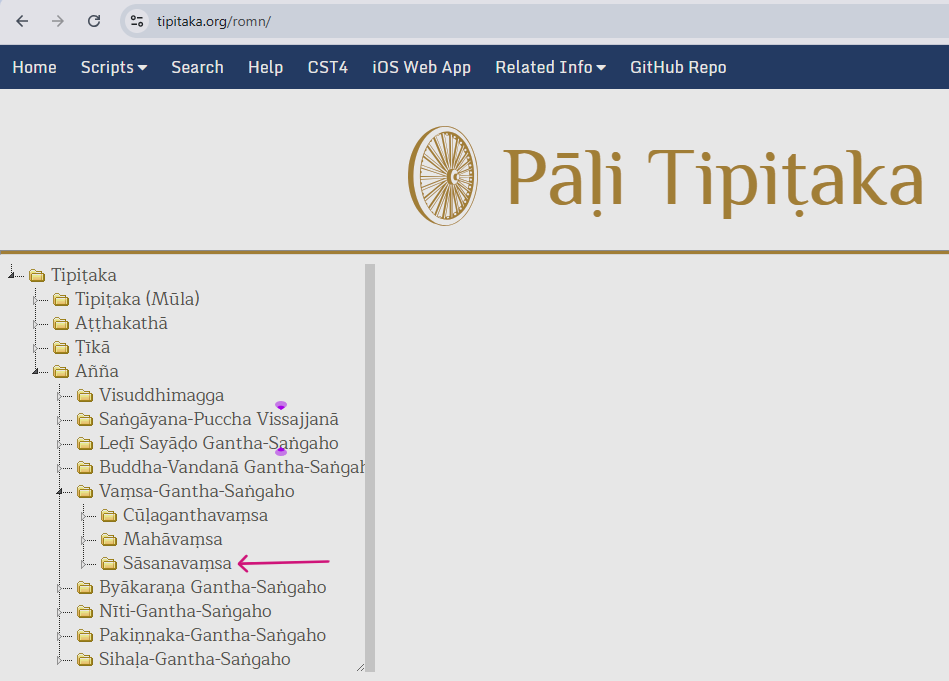 tipitaka.org/romn/
Home Scripts Search Help CST4 iOS Web App Related Info GitHub Repo
Pāḷi Tipiṭaka
Tipiṭaka
Tipiṭaka (Mūla)
Aṭṭhakathā
Ṭīkā
Añña
Visuddhimagga
Saṅgāyana-Puccha Vissajjanā
Leḍī Sayāḍo Gantha-Saṅgaho
Buddha-Vandanā Gantha-Saṅgah
Vaṃsa-Gantha-Saṅgaho
Cūḷaganthavaṃsa
Mahāvaṃsa
Sāsanavaṃsa
Byākaraṇa Gantha-Saṅgaho
Nīti-Gantha-Saṅgaho
Pakiṇṇaka-Gantha-Saṅgaho
Sihaḷa-Gantha-Saṅgaho